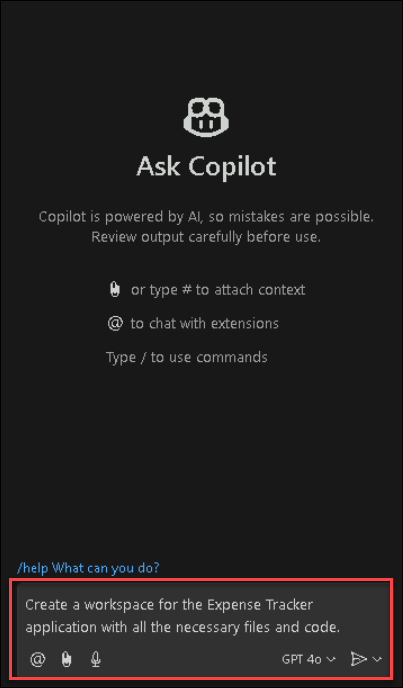 Ask Copilot
Copilot is powered by AI, so mistakes are possible.
Review output carefully before use.
or type # to attach context
@ to chat with extensions
Type / to use commands
/help What can you do?
Create a workspace for the Expense Tracker
application with all the necessary files and code.
@ GPT 4o